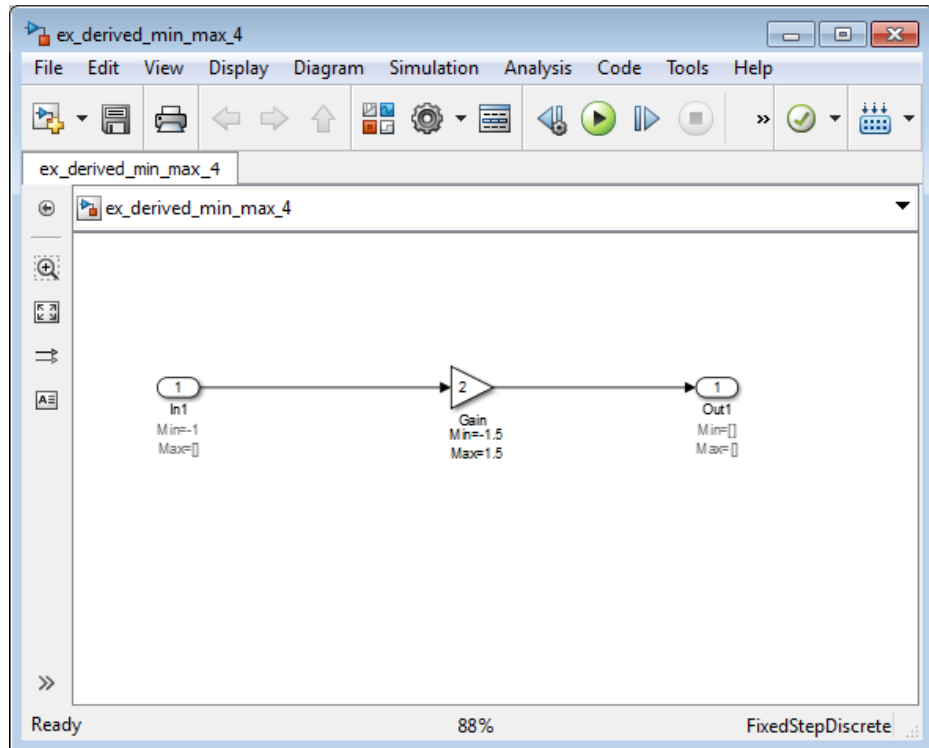 ex_derived_min_max_4
File Edit View Display Diagram Simulation Analysis Code Tools Help
»
ex_derived_min_max_4
ex_derived_min_max_4
1
In1
Min=-1
Max=[]
2
Gain
Min=-1.5
Max=1.5
1
Out1
Min=[]
Max=[]
»
Ready 88% FixedStepDiscrete